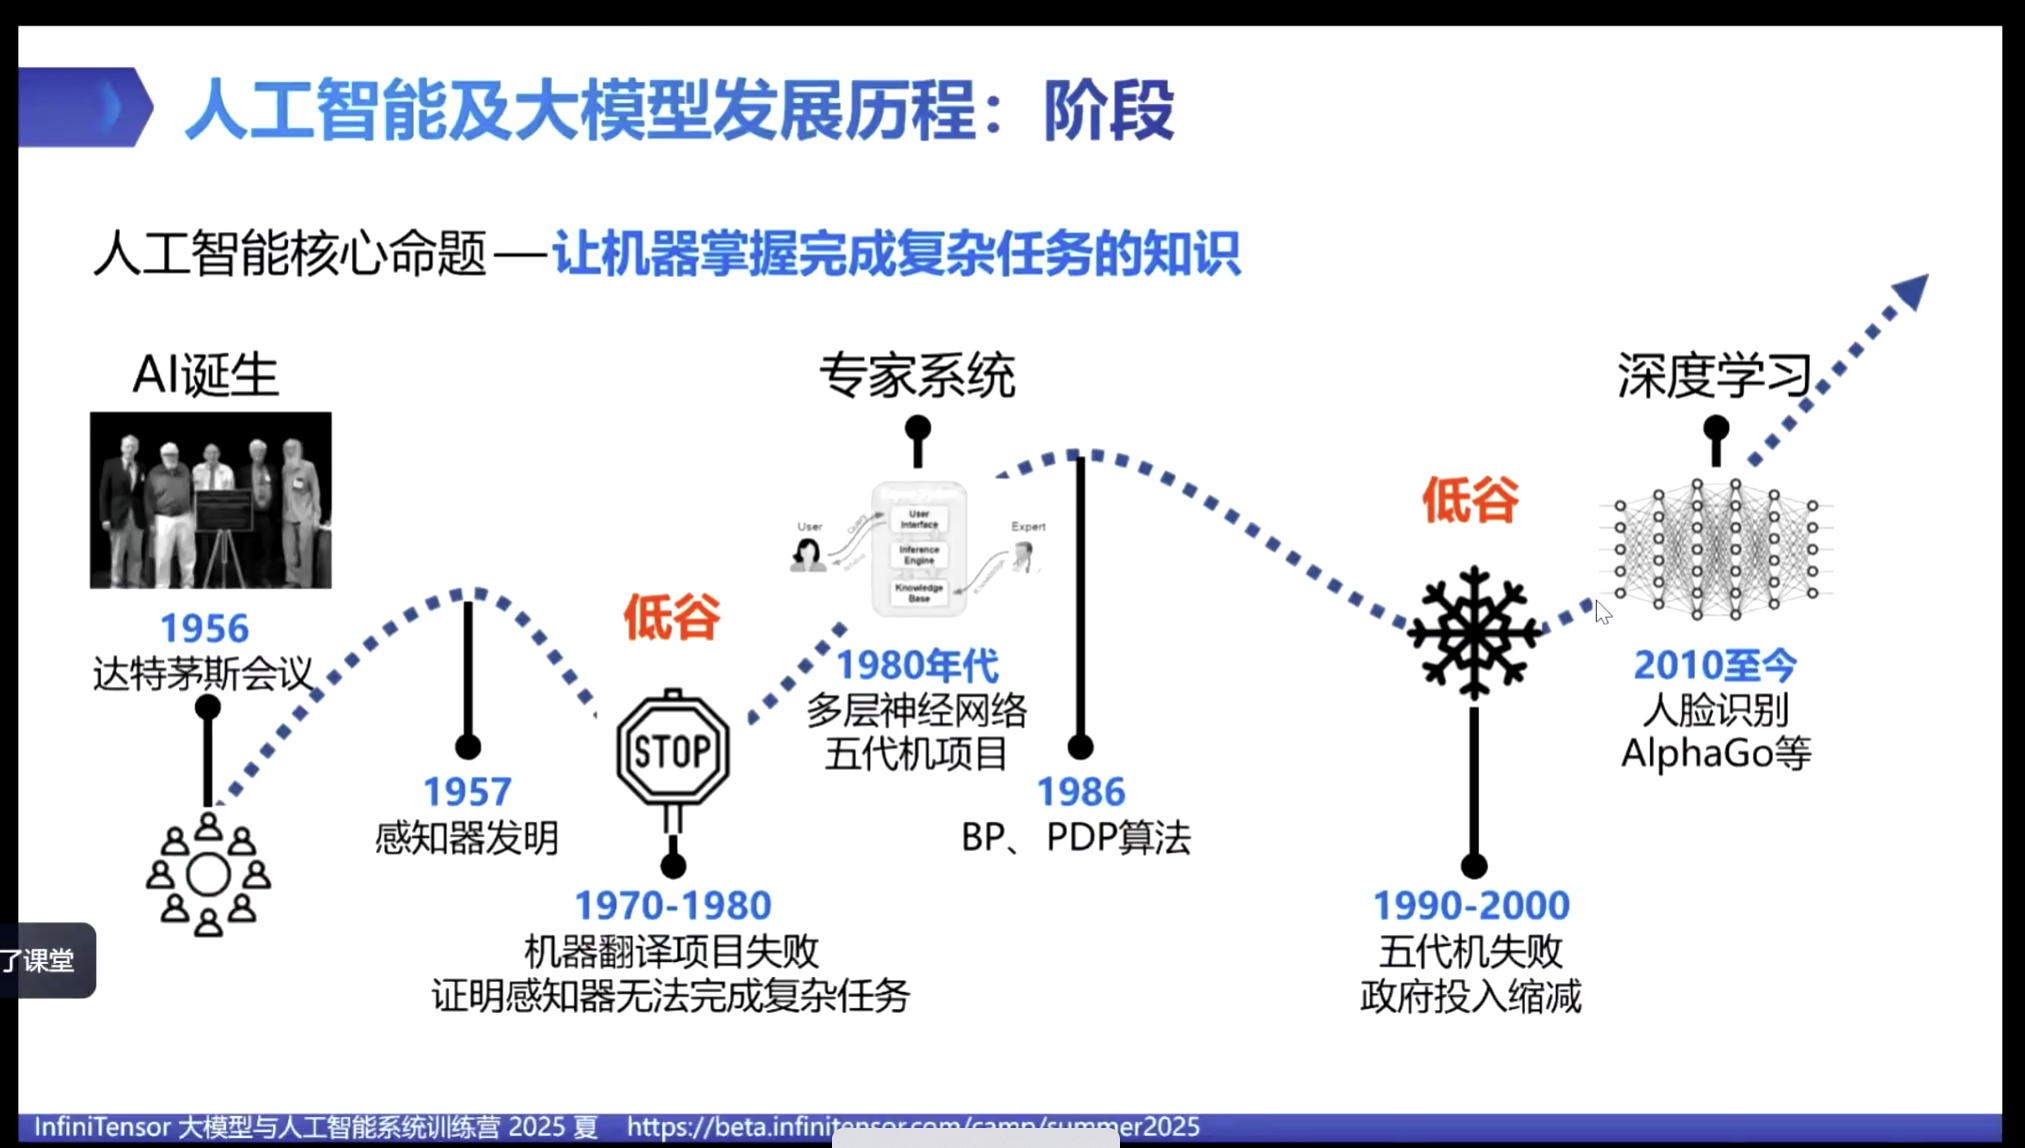 人工智能及大模型发展历程：阶段
人工智能核心命题—让机器掌握完成复杂任务的知识
AI诞生
1956
达特茅斯会议
1957
感知器发明
低谷
STOP
1970-1980
机器翻译项目失败
证明感知器无法完成复杂任务
专家系统
User
Query
User
Interface
Inference
Engine
Knowledge
Base
Expert
1980年代
多层神经网络
五代机项目
1986
BP、PDP算法
低谷
1990-2000
五代机失败
政府投入缩减
深度学习
2010至今
人脸识别
AlphaGo等
了课堂
InfiniTensor 大模型与人工智能系统训练营 2025 夏 https://beta.infinitensor.com/camp/summer2025